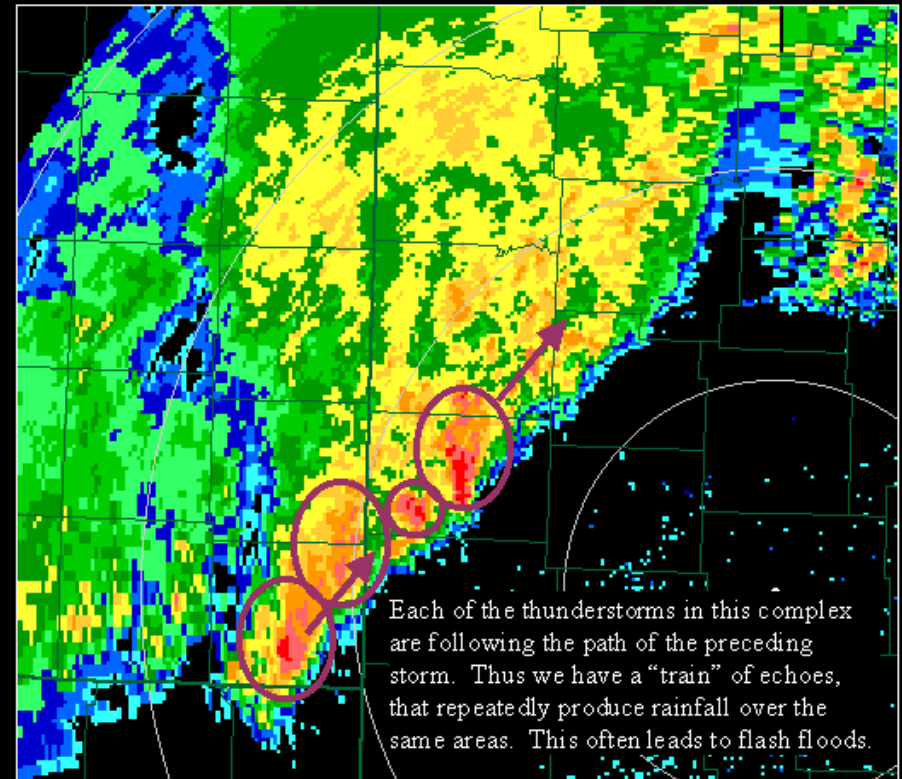 Each of the thunderstorms in this complex
are following the path of the preceding
storm.  Thus we have a “train” of echoes,
that repeatedly produce rainfall over the
same areas.  This often leads to flash floods.